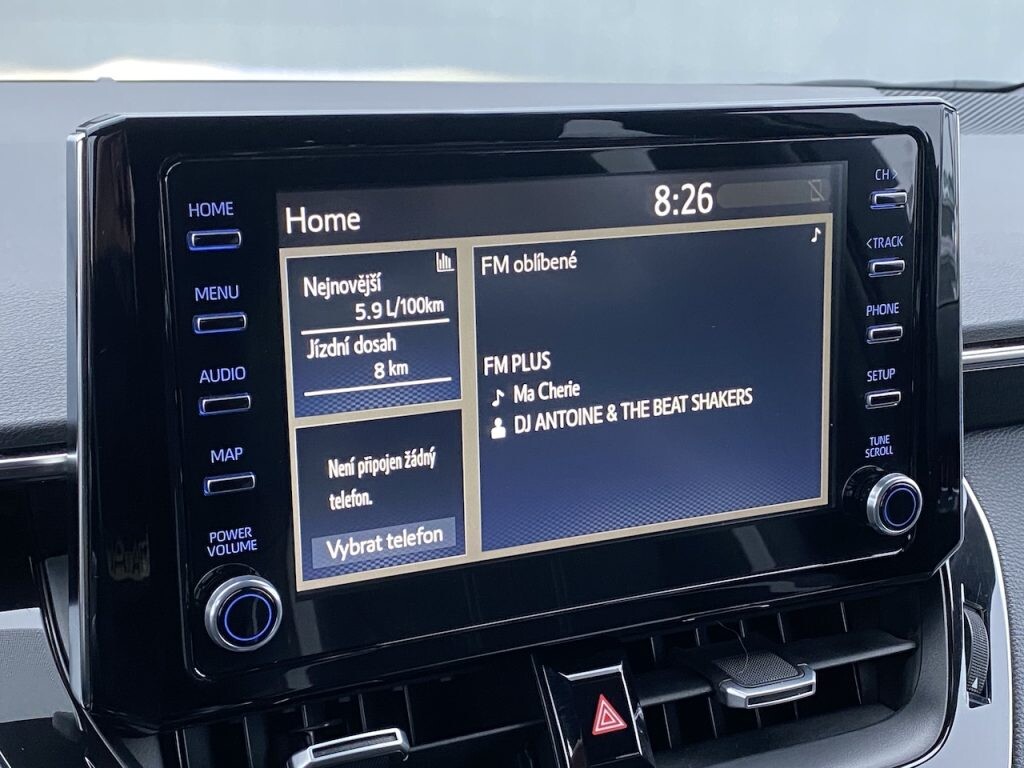 HOME
MENU
AUDIO
MAP
POWER
VOLUME
Home
8:26
Nejnovější
5.9 L/100km
Jízdní dosah
8 km
Není připojen žádný
telefon.
Vybrat telefon
FM oblíbené
FM PLUS
Ma Cherie
DJ ANTOINE & THE BEAT SHAKERS
CH >
< TRACK
PHONE
SETUP
TUNE
SCROLL